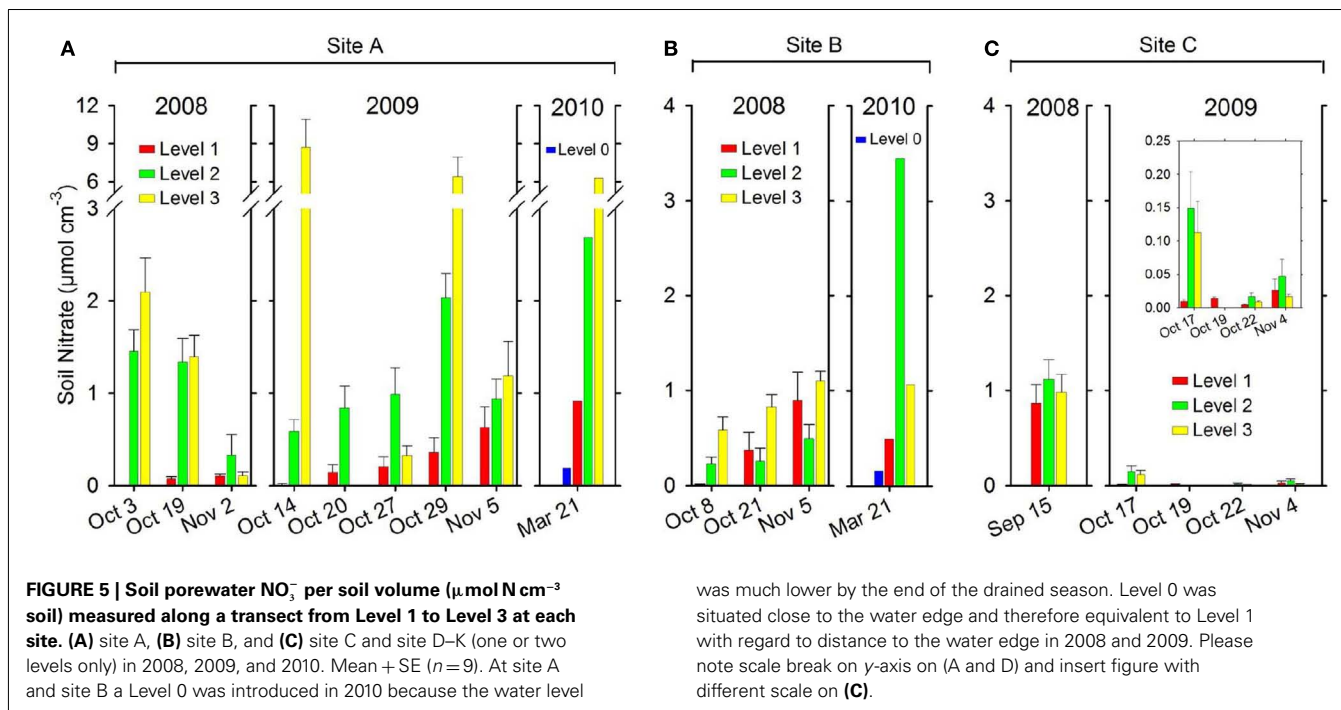 A
Site A
B
Site B
C
Site C
2008
2009
2010
2008
2010
2008
2009
Soil Nitrate (µmol cm⁻³)
12
9
6
3
2
1
0
Level 1
Level 2
Level 3
Level 0
Oct 3
Oct 19
Nov 2
Oct 14
Oct 20
Oct 27
Oct 29
Nov 5
Mar 21
4
3
2
1
0
Level 1
Level 2
Level 3
Level 0
Oct 8
Oct 21
Nov 5
Mar 21
4
3
2
1
0
0.25
0.20
0.15
0.10
0.05
0.00
Oct 17
Oct 19
Oct 22
Nov 4
Level 1
Level 2
Level 3
Sep 15
Oct 17
Oct 19
Oct 22
Nov 4
FIGURE 5 | Soil porewater NO₃⁻ per soil volume (µmol N cm⁻³
soil) measured along a transect from Level 1 to Level 3 at each
site. (A) site A, (B) site B, and (C) site C and site D–K (one or two
levels only) in 2008, 2009, and 2010. Mean + SE (n = 9). At site A
and site B a Level 0 was introduced in 2010 because the water level
was much lower by the end of the drained season. Level 0 was
situated close to the water edge and therefore equivalent to Level 1
with regard to distance to the water edge in 2008 and 2009. Please
note scale break on y-axis on (A and D) and insert figure with
different scale on (C).